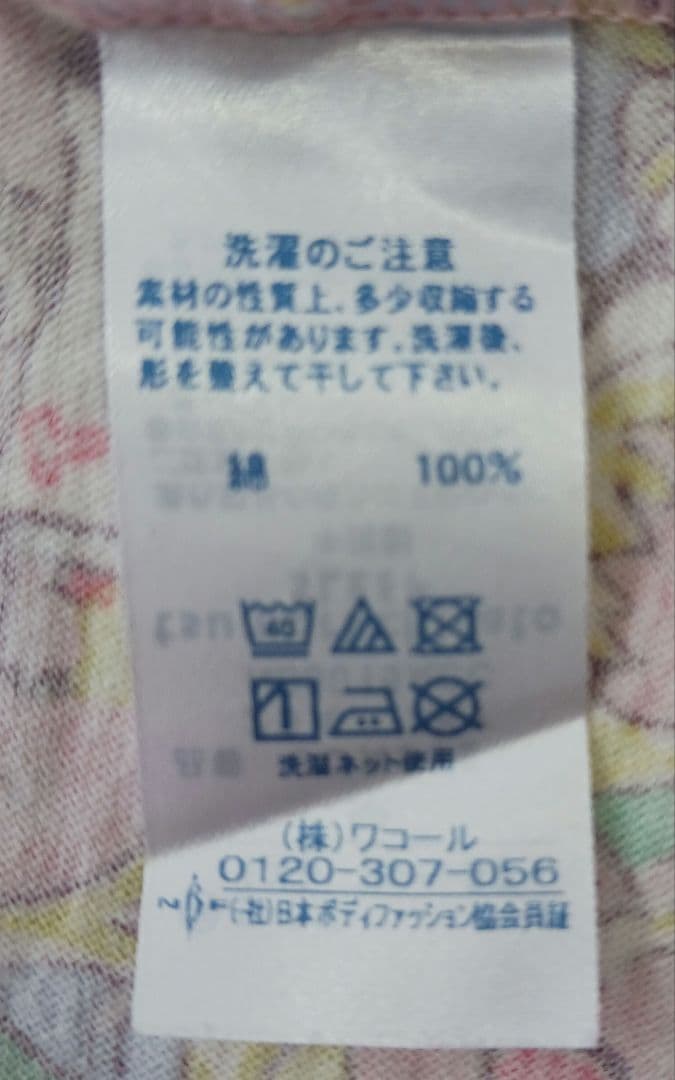 洗濯のご注意
素材の性質上、多少収縮する
可能性があります。洗濯後、
形を整えて干して下さい。
綿 100%
40
洗濯ネット使用
(株)ワコール
0120-307-056
(一社)日本ボディファッション協会員証